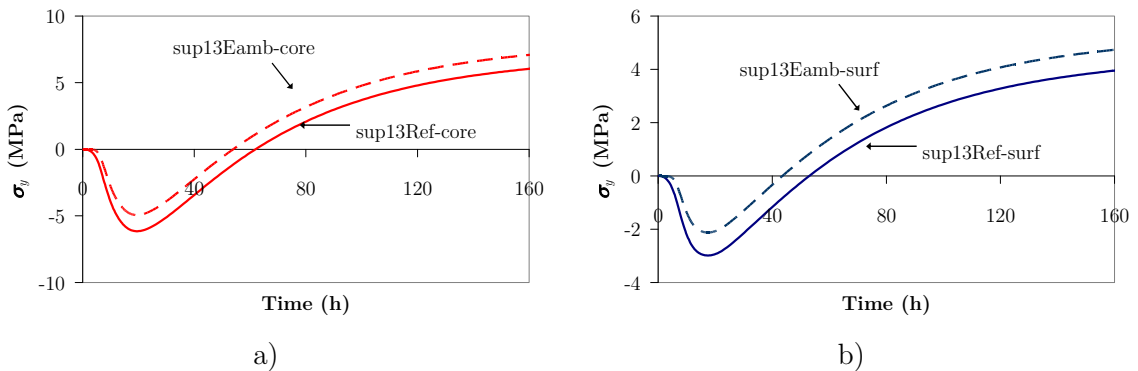 10
5
0
-5
-10
0
40
80
120
160
σy (MPa)
Time (h)
sup13Eamb-core
sup13Ref-core
a)
6
4
2
0
-2
-4
0
40
80
120
160
σy (MPa)
Time (h)
sup13Eamb-surf
sup13Ref-surf
b)